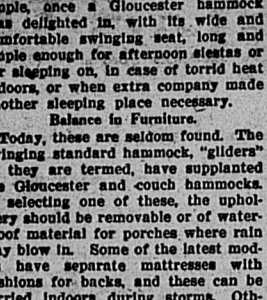 ple, once a Gloucester hammock
as delighted in, with its wide and
mfortable swinging seat, long and
ple enough for afternoon siestas or
r sleeping on, in case of torrid heat
doors, or when extra company made
other sleeping place necessary.
Balance in Furniture.
Today, these are seldom found. The
inging standard hammock, "gliders"
they are termed, have supplanted
e Gloucester and couch hammocks.
selecting one of these, the uphol-
ery should be removable or of water-
oof material for porches where rain
ay blow in. Some of the latest mod-
s have separate mattresses with
shions for backs, and these can be
rried indoors during storms. Oth-